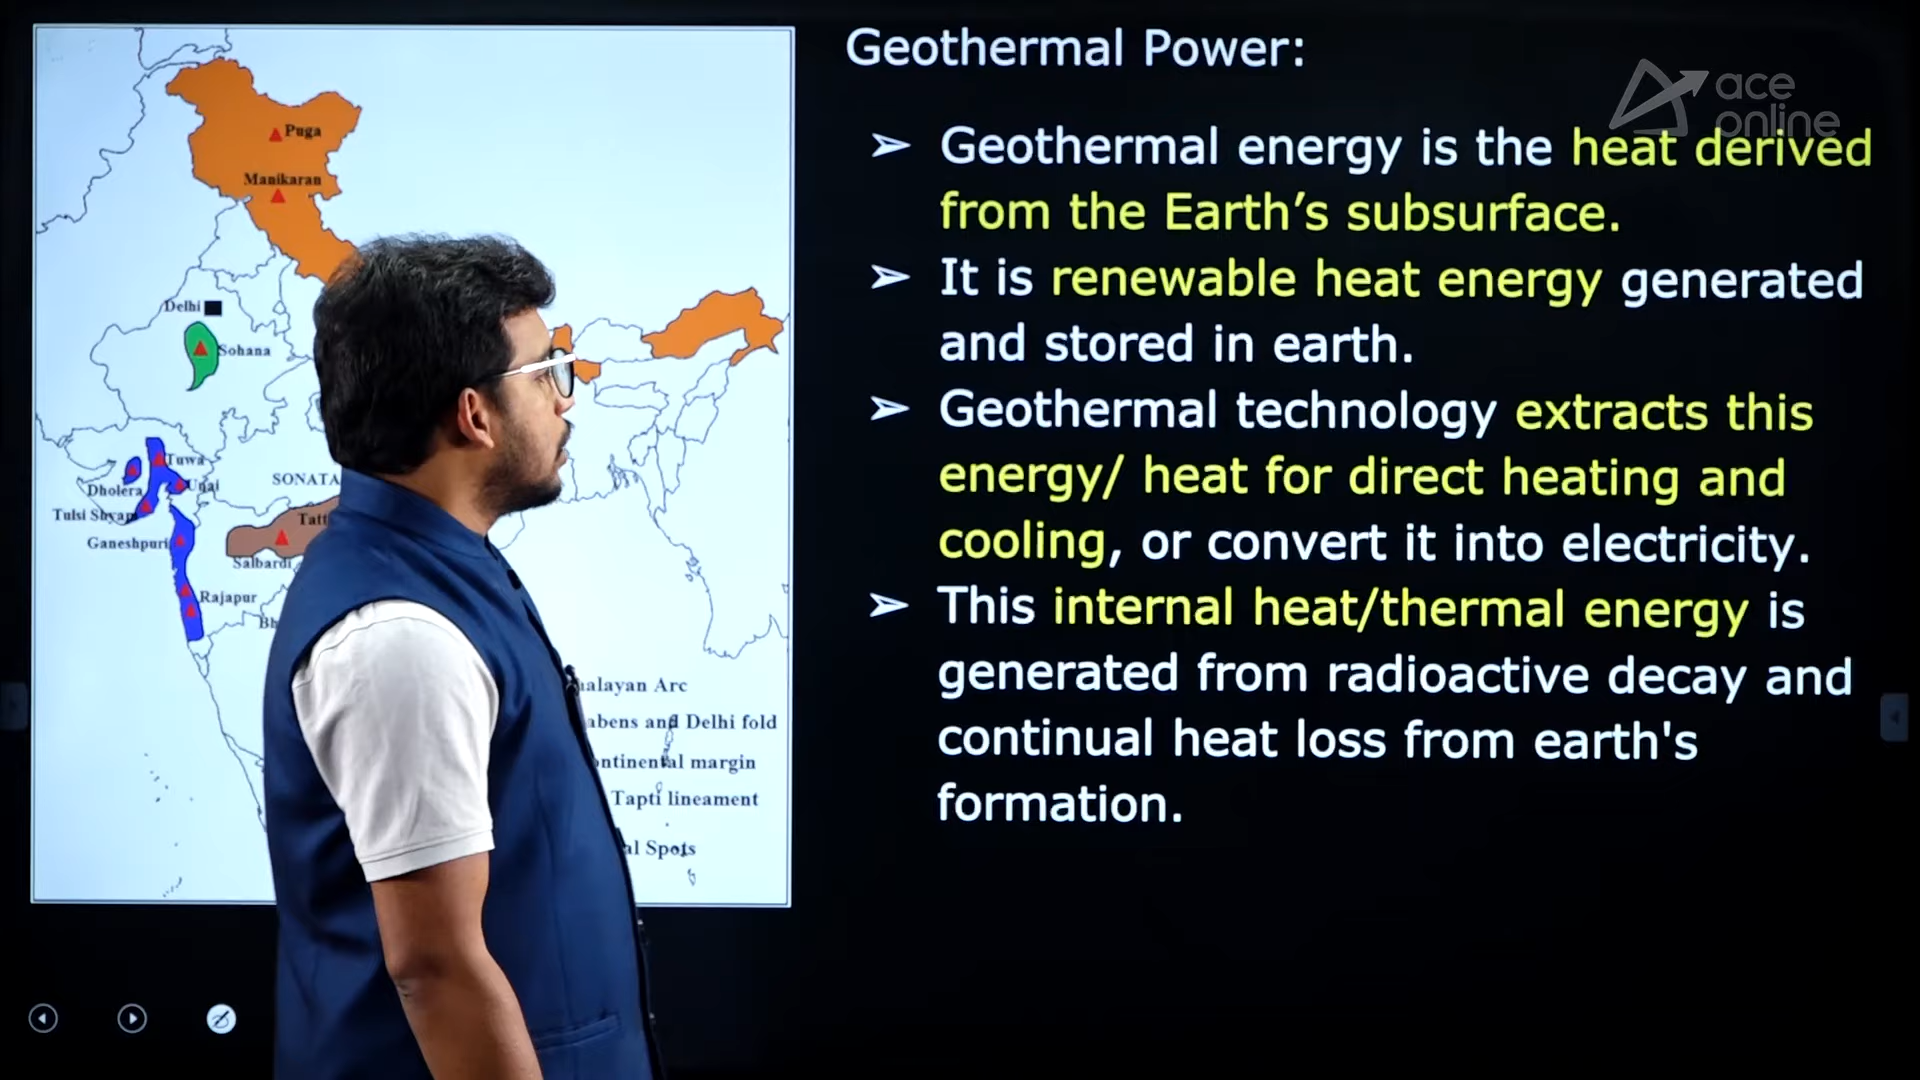 Geothermal Power:
ace
online
➢ Geothermal energy is the heat derived
from the Earth’s subsurface.
➢ It is renewable heat energy generated
and stored in earth.
➢ Geothermal technology extracts this
energy/ heat for direct heating and
cooling, or convert it into electricity.
➢ This internal heat/thermal energy is
generated from radioactive decay and
continual heat loss from earth's
formation.
Puga
Manikaran
Delhi
Sohana
Tuwa
Unai
Dholera
Tulsi Shyam
SONATA
Ganeshpuri
Salbardi
Rajapur
Arc
and Delhi fold
margin
Tapti lineament
Spots